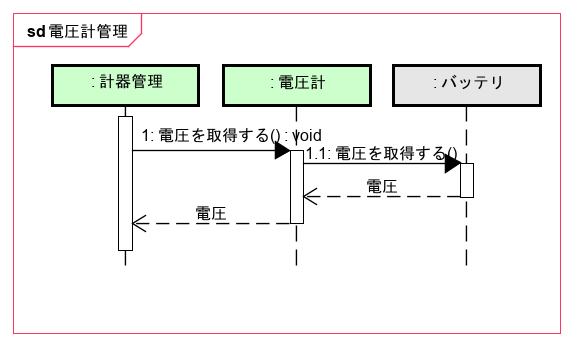 sd 電圧計管理
: 計器管理
: 電圧計
: バッテリ
1: 電圧を取得する() : void
1.1: 電圧を取得する()
電圧
電圧